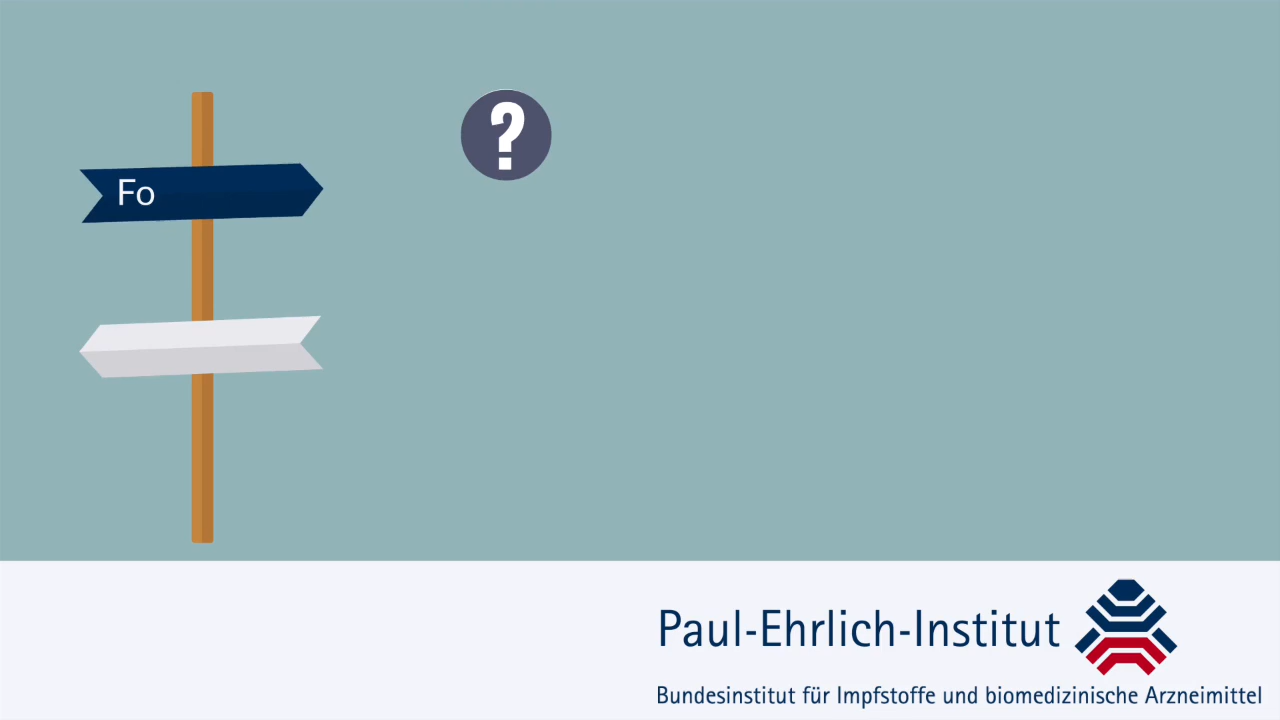 Fo
?
Paul-Ehrlich-Institut
Bundesinstitut für Impfstoffe und biomedizinische Arzneimittel